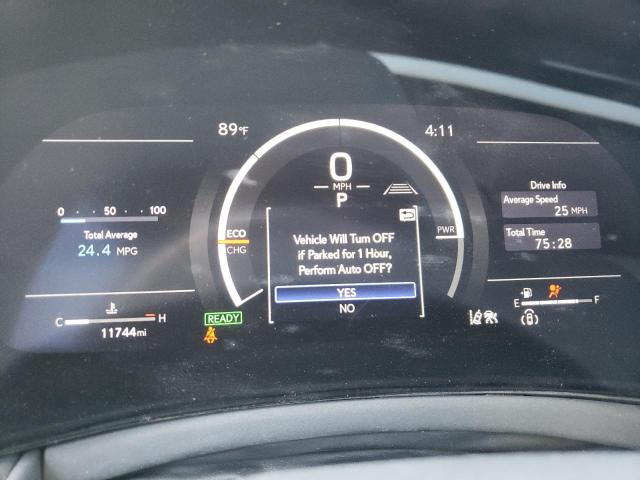 89°F
4:11
0
MPH
P
0 50 100
Total Average
24.4 MPG
ECO
CHG
PWR
Vehicle Will Turn OFF
if Parked for 1 Hour,
Perform Auto OFF?
YES
NO
Drive Info
Average Speed
25 MPH
Total Time
75:28
C H
11744mi
READY
E F